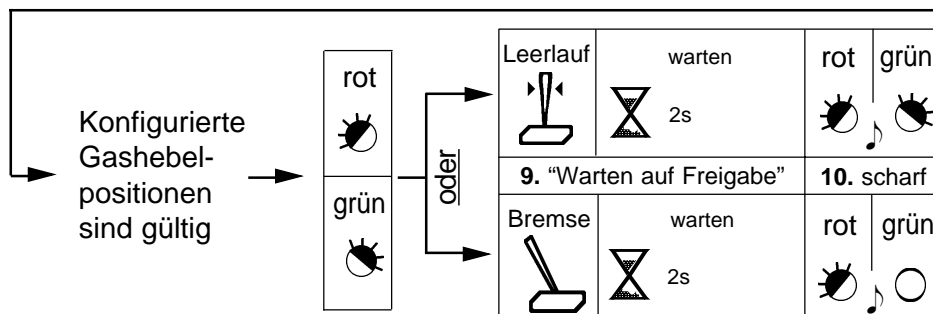 Konfigurierte
Gashebel-
positionen
sind gültig
rot
grün
oder
Leerlauf
warten
2s
rot
grün
9. “Warten auf Freigabe”
10. scharf
Bremse
warten
2s
rot
grün